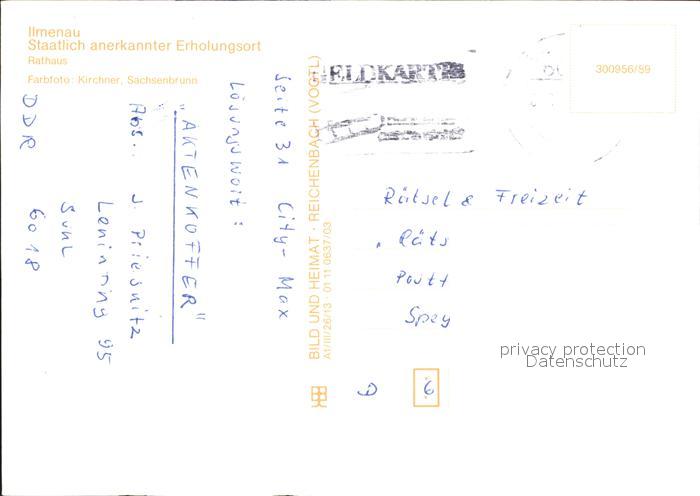 Ilmenau
Staatlich anerkannter Erholungsort
Rathaus
Farbfoto: Kirchner, Sachsenbrunn
Seite 31 City-Max
Lösungswort:
"AKTENKOFFER"
Abs.: J. Priesnitz
Leninring 95
Suhl
6018
DDR
BILD UND HEIMAT · REICHENBACH (VOGTL)
A1/III/26/13 · 01 11 0637/03
300956/89
Rätsel & Freizeit
Spey
D 6
privacy protection
Datenschutz